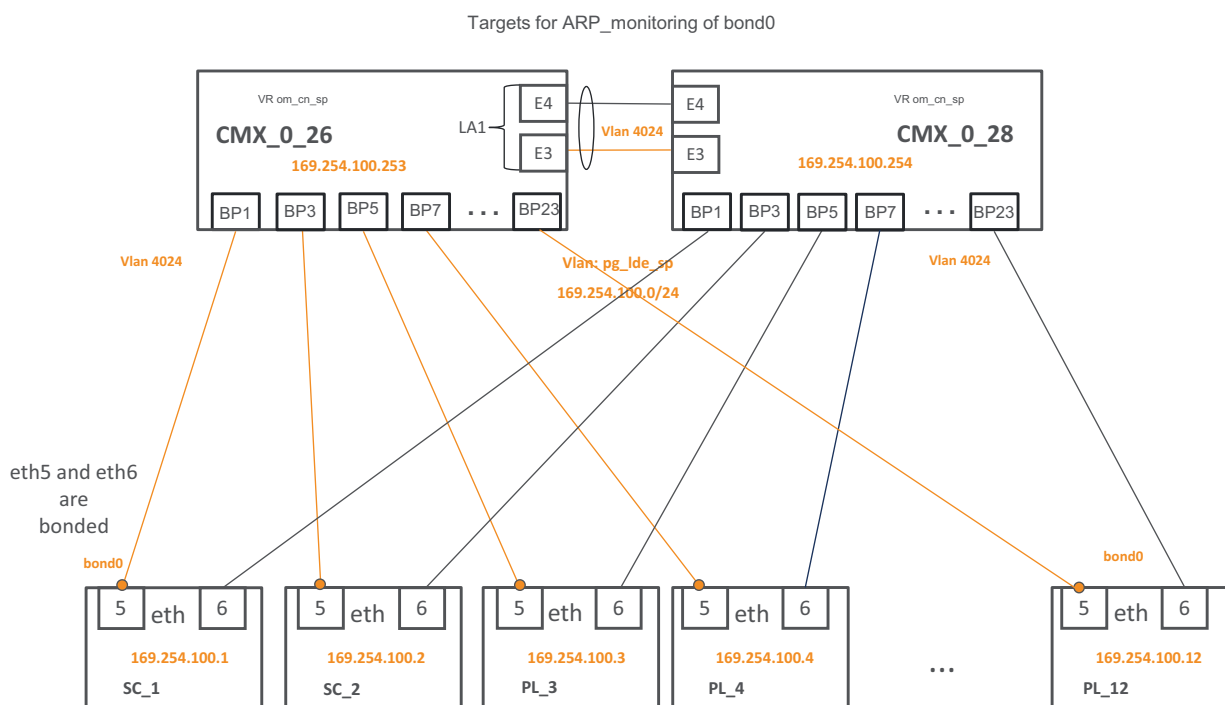 Targets for ARP_monitoring of bond0
VR om_cn_sp
CMX_0_26
169.254.100.253
LA1
E4
E3
Vlan 4024
E4
E3
VR om_cn_sp
CMX_0_28
169.254.100.254
BP1
BP3
BP5
BP7
...
BP23
BP1
BP3
BP5
BP7
...
BP23
Vlan 4024
Vlan: pg_lde_sp
169.254.100.0/24
Vlan 4024
eth5 and eth6
are
bonded
bond0
bond0
5 eth 6
5 eth 6
5 eth 6
5 eth 6
5 eth 6
169.254.100.1
169.254.100.2
169.254.100.3
169.254.100.4
...
169.254.100.12
SC_1
SC_2
PL_3
PL_4
PL_12